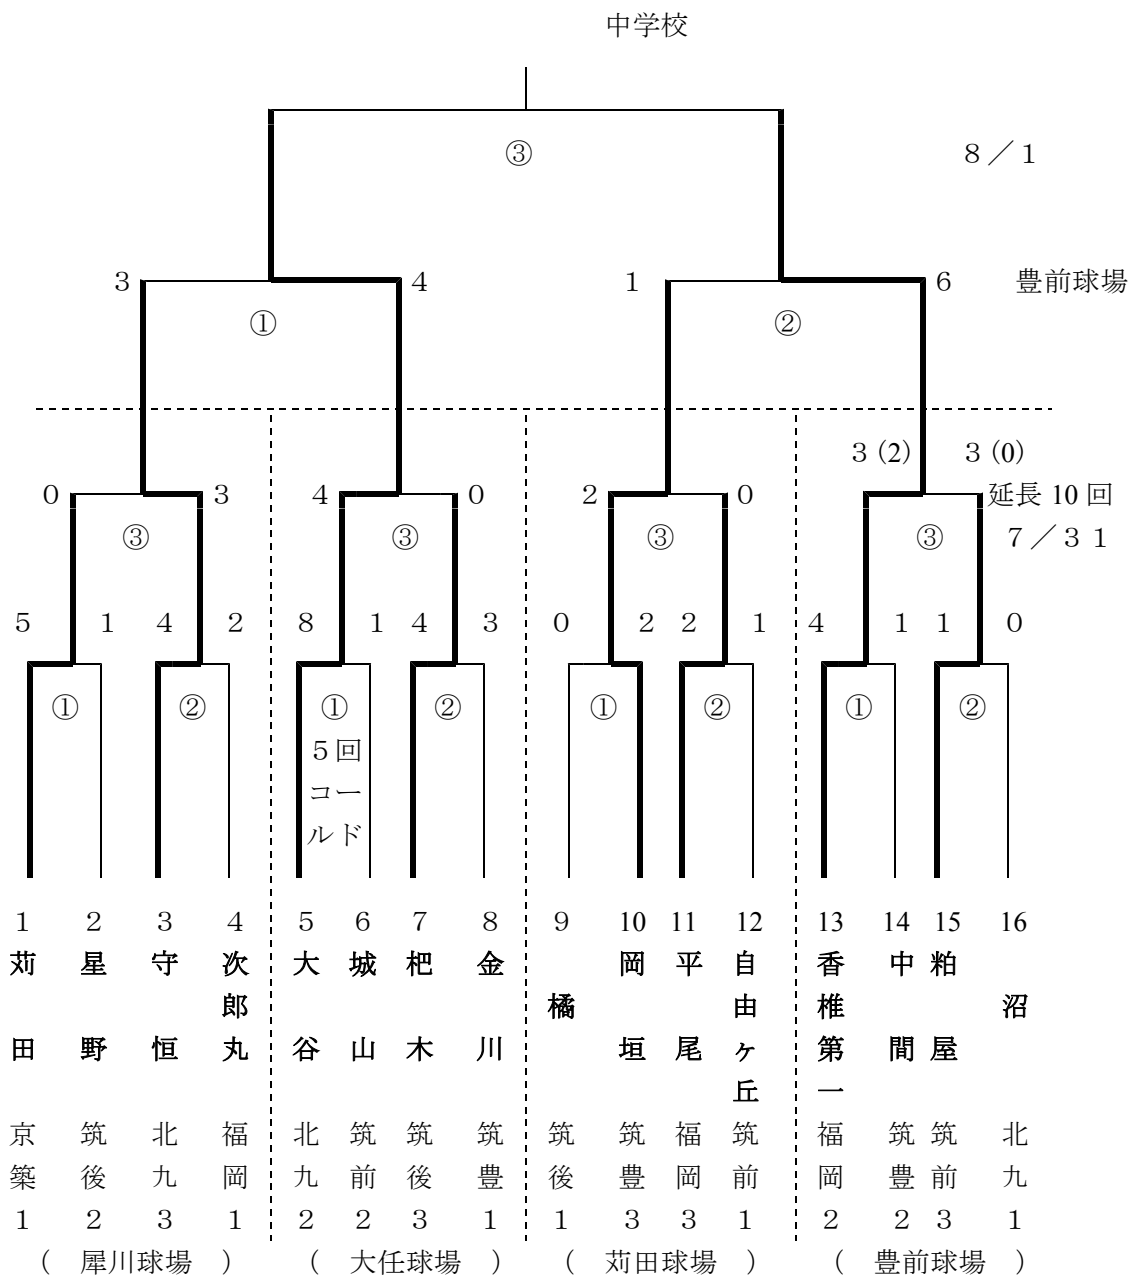 中学校
③ 8／1
3 4 1 6 豊前球場
① ②
3 (2) 3 (0)
0 3 4 0 2 0 延長 10 回
③ ③ ③ ③ 7／31
5 1 4 2 8 1 4 3 0 2 2 1 4 1 1 0
① ② ① ② ① ② ① ②
5回
コー
ルド
1 2 3 4 5 6 7 8 9 10 11 12 13 14 15 16
苅田 星野 守恒 次郎丸 大谷 城山 杷木 金川 橘 岡垣 平尾 自由ヶ丘 香椎第一 中間 粕屋 沼
京築 筑後 北九 福岡 北九 筑前 筑後 筑豊 筑後 筑豊 福岡 筑前 福岡 筑豊 筑前 北九
1 2 3 1 2 2 3 1 1 3 3 1 2 2 3 1
（ 犀川球場 ） （ 大任球場 ） （ 苅田球場 ） （ 豊前球場 ）